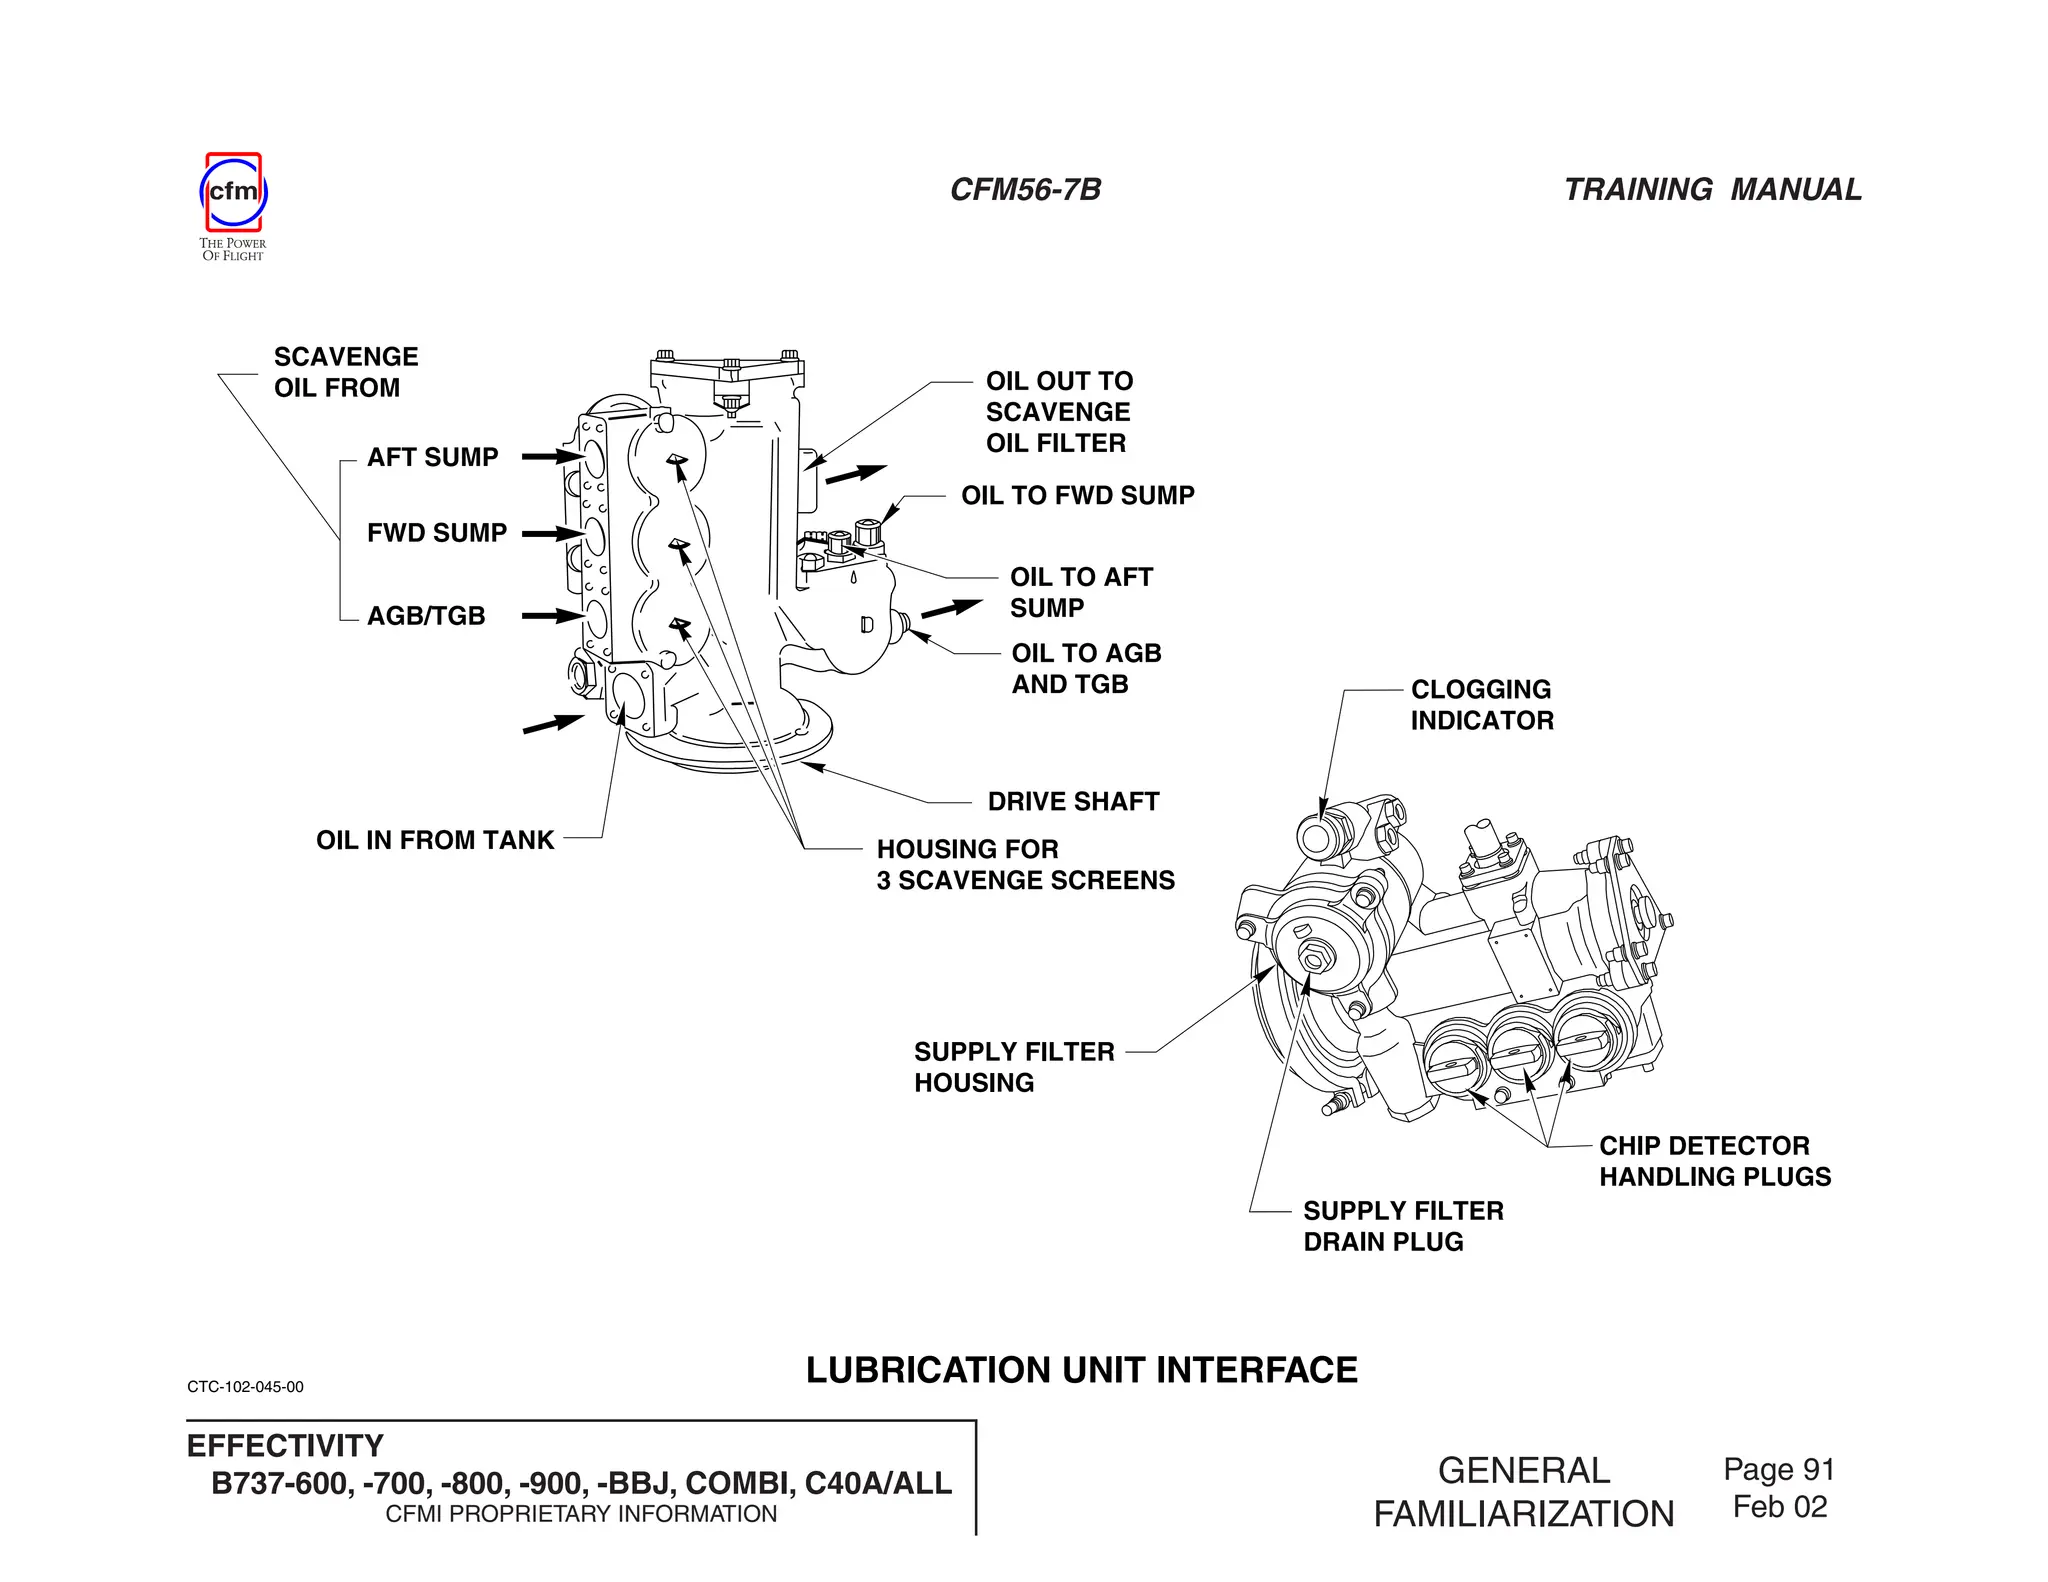 cfm
THE POWER
OF FLIGHT
CFM56-7B
TRAINING MANUAL
SCAVENGE
OIL FROM
AFT SUMP
FWD SUMP
AGB/TGB
OIL IN FROM TANK
OIL OUT TO
SCAVENGE
OIL FILTER
OIL TO FWD SUMP
OIL TO AFT
SUMP
OIL TO AGB
AND TGB
DRIVE SHAFT
HOUSING FOR
3 SCAVENGE SCREENS
CLOGGING
INDICATOR
SUPPLY FILTER
HOUSING
CHIP DETECTOR
HANDLING PLUGS
SUPPLY FILTER
DRAIN PLUG
CTC-102-045-00
LUBRICATION UNIT INTERFACE
EFFECTIVITY
B737-600, -700, -800, -900, -BBJ, COMBI, C40A/ALL
CFMI PROPRIETARY INFORMATION
GENERAL
FAMILIARIZATION
Page 91
Feb 02